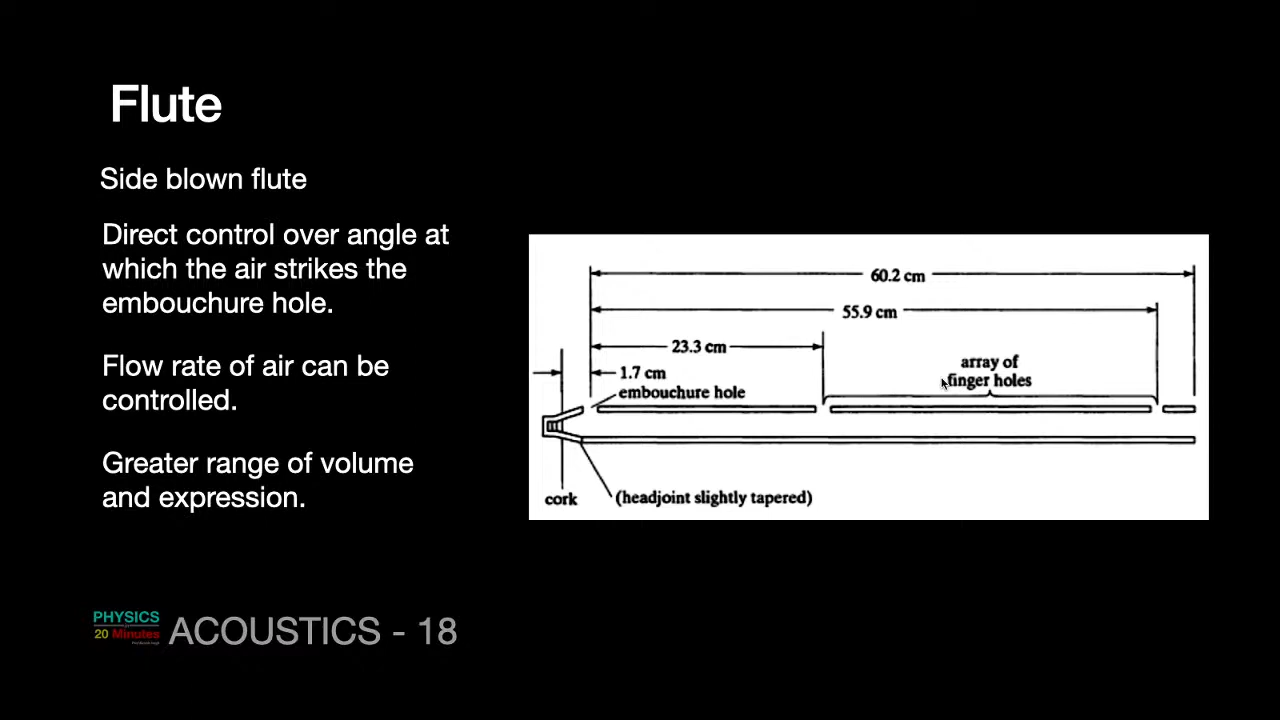 Flute
Side blown flute
Direct control over angle at
which the air strikes the
embouchure hole.
Flow rate of air can be
controlled.
Greater range of volume
and expression.
60.2 cm
55.9 cm
23.3 cm
1.7 cm
embouchure hole
array of
finger holes
cork
(headjoint slightly tapered)
PHYSICS
20 Minutes
ACOUSTICS - 18